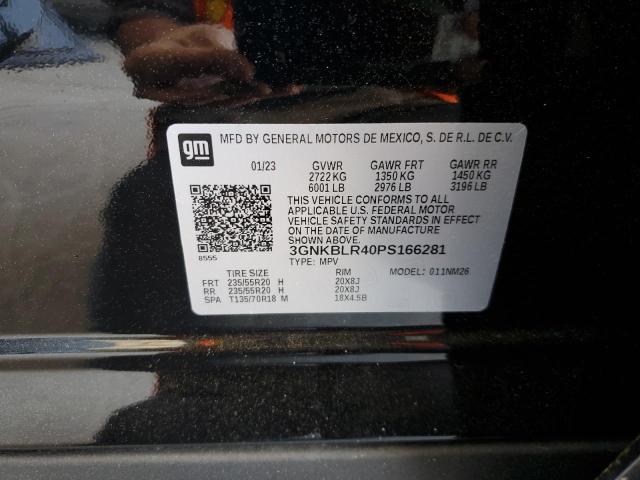 gm MFD BY GENERAL MOTORS DE MEXICO, S. DE R.L. DE C.V.
01/23 GVWR GAWR FRT GAWR RR
2722 KG 1350 KG 1450 KG
6001 LB 2976 LB 3196 LB
THIS VEHICLE CONFORMS TO ALL
APPLICABLE U.S. FEDERAL MOTOR
VEHICLE SAFETY STANDARDS IN
EFFECT ON THE DATE OF MANUFACTURE
SHOWN ABOVE.
3GNKBLR40PS166281
8555 TYPE: MPV MODEL: 011NM26
TIRE SIZE RIM
FRT 235/55R20 H 20X8J
RR 235/55R20 H 20X8J
SPA T135/70R18 M 18X4.5B